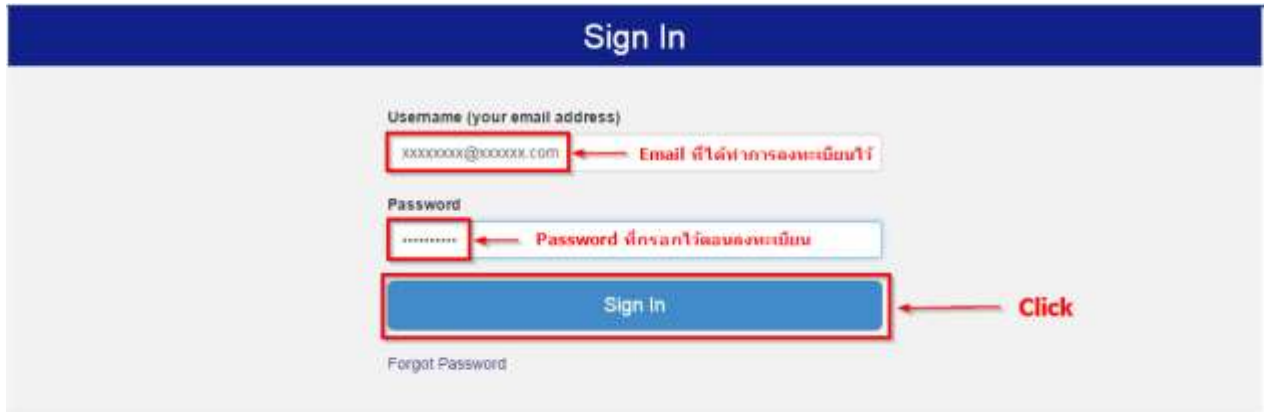 Sign In
Username (your email address)
xxxxxxxx@xxxxxx.com Email ที่ได้ทำการลงทะเบียนไว้
Password
•••••••••• Password ที่กรอกไว้ตอนลงทะเบียน
Sign In Click
Forgot Password